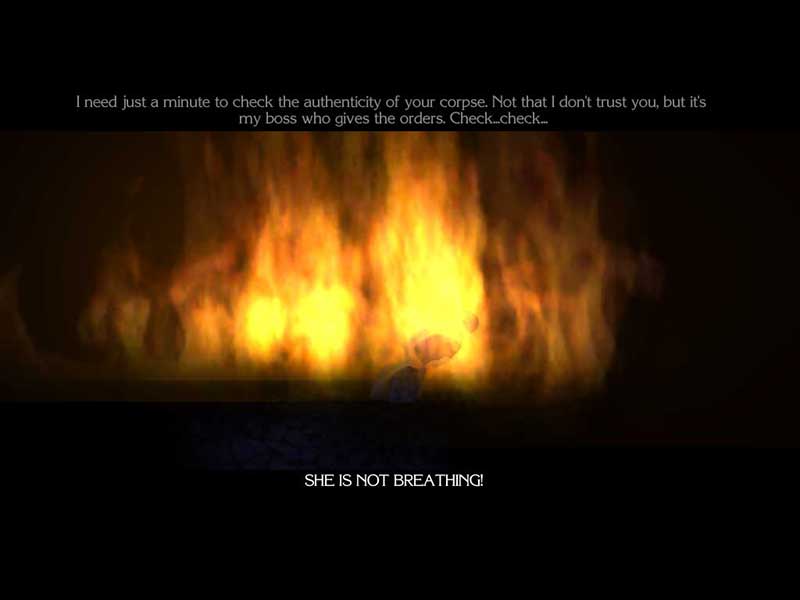 I need just a minute to check the authenticity of your corpse. Not that I don't trust you, but it's
my boss who gives the orders. Check...check...
SHE IS NOT BREATHING!